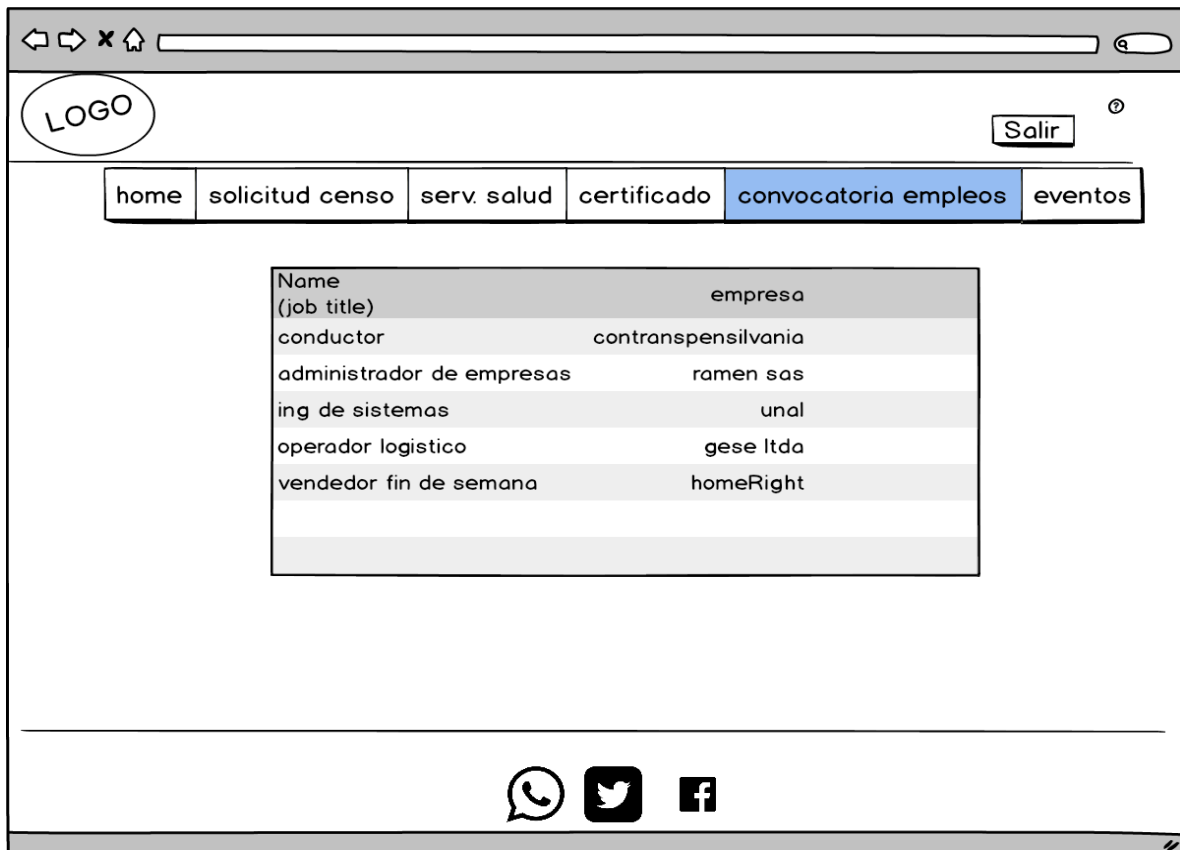 LOGO
Salir
home solicitud censo serv. salud certificado convocatoria empleos eventos
Name
(job title) empresa
conductor contranspensilvania
administrador de empresas ramen sas
ing de sistemas unal
operador logistico gese ltda
vendedor fin de semana homeRight